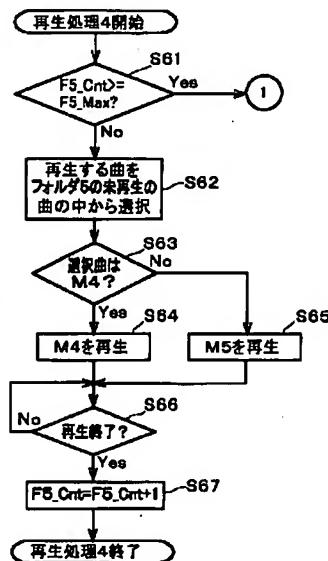 再生処理4開始
S61
F5_Cnt>=
F5_Max?
Yes
1
No
再生する曲を
フォルダ5の未再生の
曲の中から選択
S62
S63
選択曲は
M4?
No
Yes
S64
S65
M4を再生
M5を再生
S66
No
再生終了?
Yes
S67
F5_Cnt=F5_Cnt+1
再生処理4終了